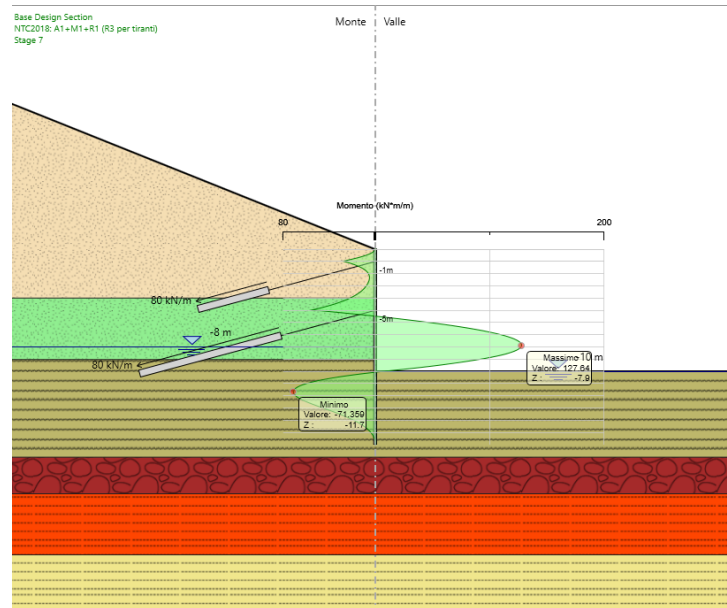 Base Design Section
NTC2018: A1+M1+R1 (R3 per tiranti)
Stage 7
Monte
Valle
Momento (kN*m/m)
80
200
-1m
80 kN/m
-5m
-8 m
80 kN/m
Massimo
-10 m
Valore: 127.64
Z : -7.9
Minimo
Valore: -71,359
Z : -11.7